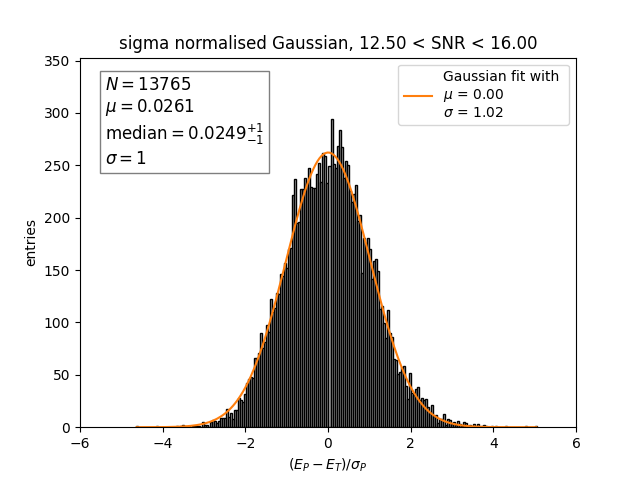 sigma normalised Gaussian, 12.50 < SNR < 16.00
N = 13765
μ = 0.0261
median = 0.0249 +1 −1
σ = 1
Gaussian fit with
μ = 0.00
σ = 1.02
entries
350
300
250
200
150
100
50
0
−6 −4 −2 0 2 4 6
(E_P − E_T)/σ_P